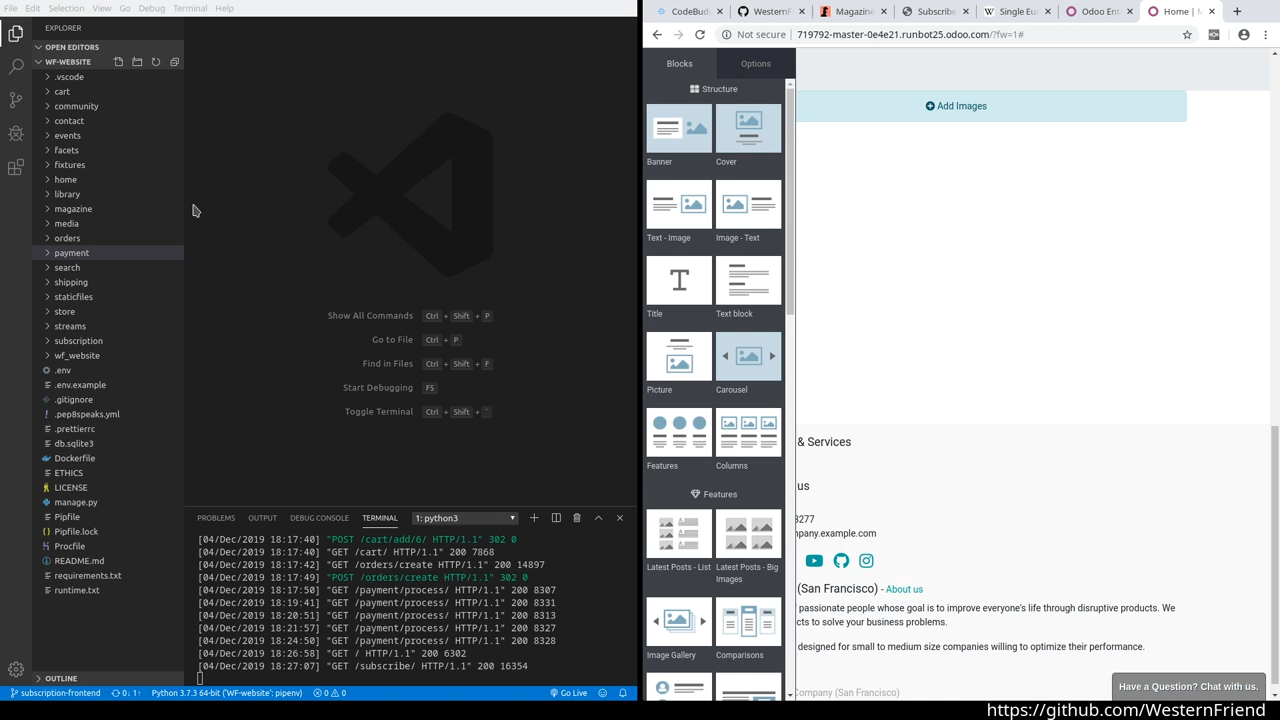 File Edit Selection View Go Debug Terminal Help
EXPLORER
OPEN EDITORS
WF-WEBSITE
.vscode
cart
community
contact
events
facets
fixtures
home
library
magazine
media
orders
payment
search
shipping
staticfiles
store
streams
subscription
wf_website
.env
.env.example
.gitignore
.pep8speaks.yml
.prettierrc
db.sqlite3
Dockerfile
ETHICS
LICENSE
manage.py
Pipfile
Pipfile.lock
Procfile
README.md
requirements.txt
runtime.txt
OUTLINE
Show All Commands Ctrl + Shift + P
Go to File Ctrl + P
Find in Files Ctrl + Shift + F
Start Debugging F5
Toggle Terminal Ctrl + Shift + `
PROBLEMS OUTPUT DEBUG CONSOLE TERMINAL 1: python3
[04/Dec/2019 18:17:40] "POST /cart/add/6/ HTTP/1.1" 302 0
[04/Dec/2019 18:17:40] "GET /cart/ HTTP/1.1" 200 7868
[04/Dec/2019 18:17:42] "GET /orders/create HTTP/1.1" 200 14897
[04/Dec/2019 18:17:49] "POST /orders/create HTTP/1.1" 302 0
[04/Dec/2019 18:17:50] "GET /payment/process/ HTTP/1.1" 200 8307
[04/Dec/2019 18:19:41] "GET /payment/process/ HTTP/1.1" 200 8331
[04/Dec/2019 18:20:51] "GET /payment/process/ HTTP/1.1" 200 8313
[04/Dec/2019 18:21:57] "GET /payment/process/ HTTP/1.1" 200 8327
[04/Dec/2019 18:24:50] "GET /payment/process/ HTTP/1.1" 200 8328
[04/Dec/2019 18:26:58] "GET / HTTP/1.1" 200 6302
[04/Dec/2019 18:27:07] "GET /subscribe/ HTTP/1.1" 200 16354
subscription-frontend 0↓ 1↑ Python 3.7.3 64-bit ('WF-website': pipenv) 0 0 Go Live
CodeBudd WesternF Magazine Subscribe Single Eu Odoo Ent Home | M
Not secure | 719792-master-0e4e21.runbot25.odoo.com/?fw=1#
Blocks Options
Structure
Banner Cover
Text - Image Image - Text
Title Text block
Picture Carousel
Features Columns
Features
Latest Posts - List Latest Posts - Big Images
Image Gallery Comparisons
Add Images
& Services
us
8277
pany.example.com
(San Francisco) - About us
passionate people whose goal is to improve everyone's life through disruptive products. We
cts to solve your business problems.
designed for small to medium size companies willing to optimize their performance.
Company (San Francisco)
Chat with us.
https://github.com/WesternFriend